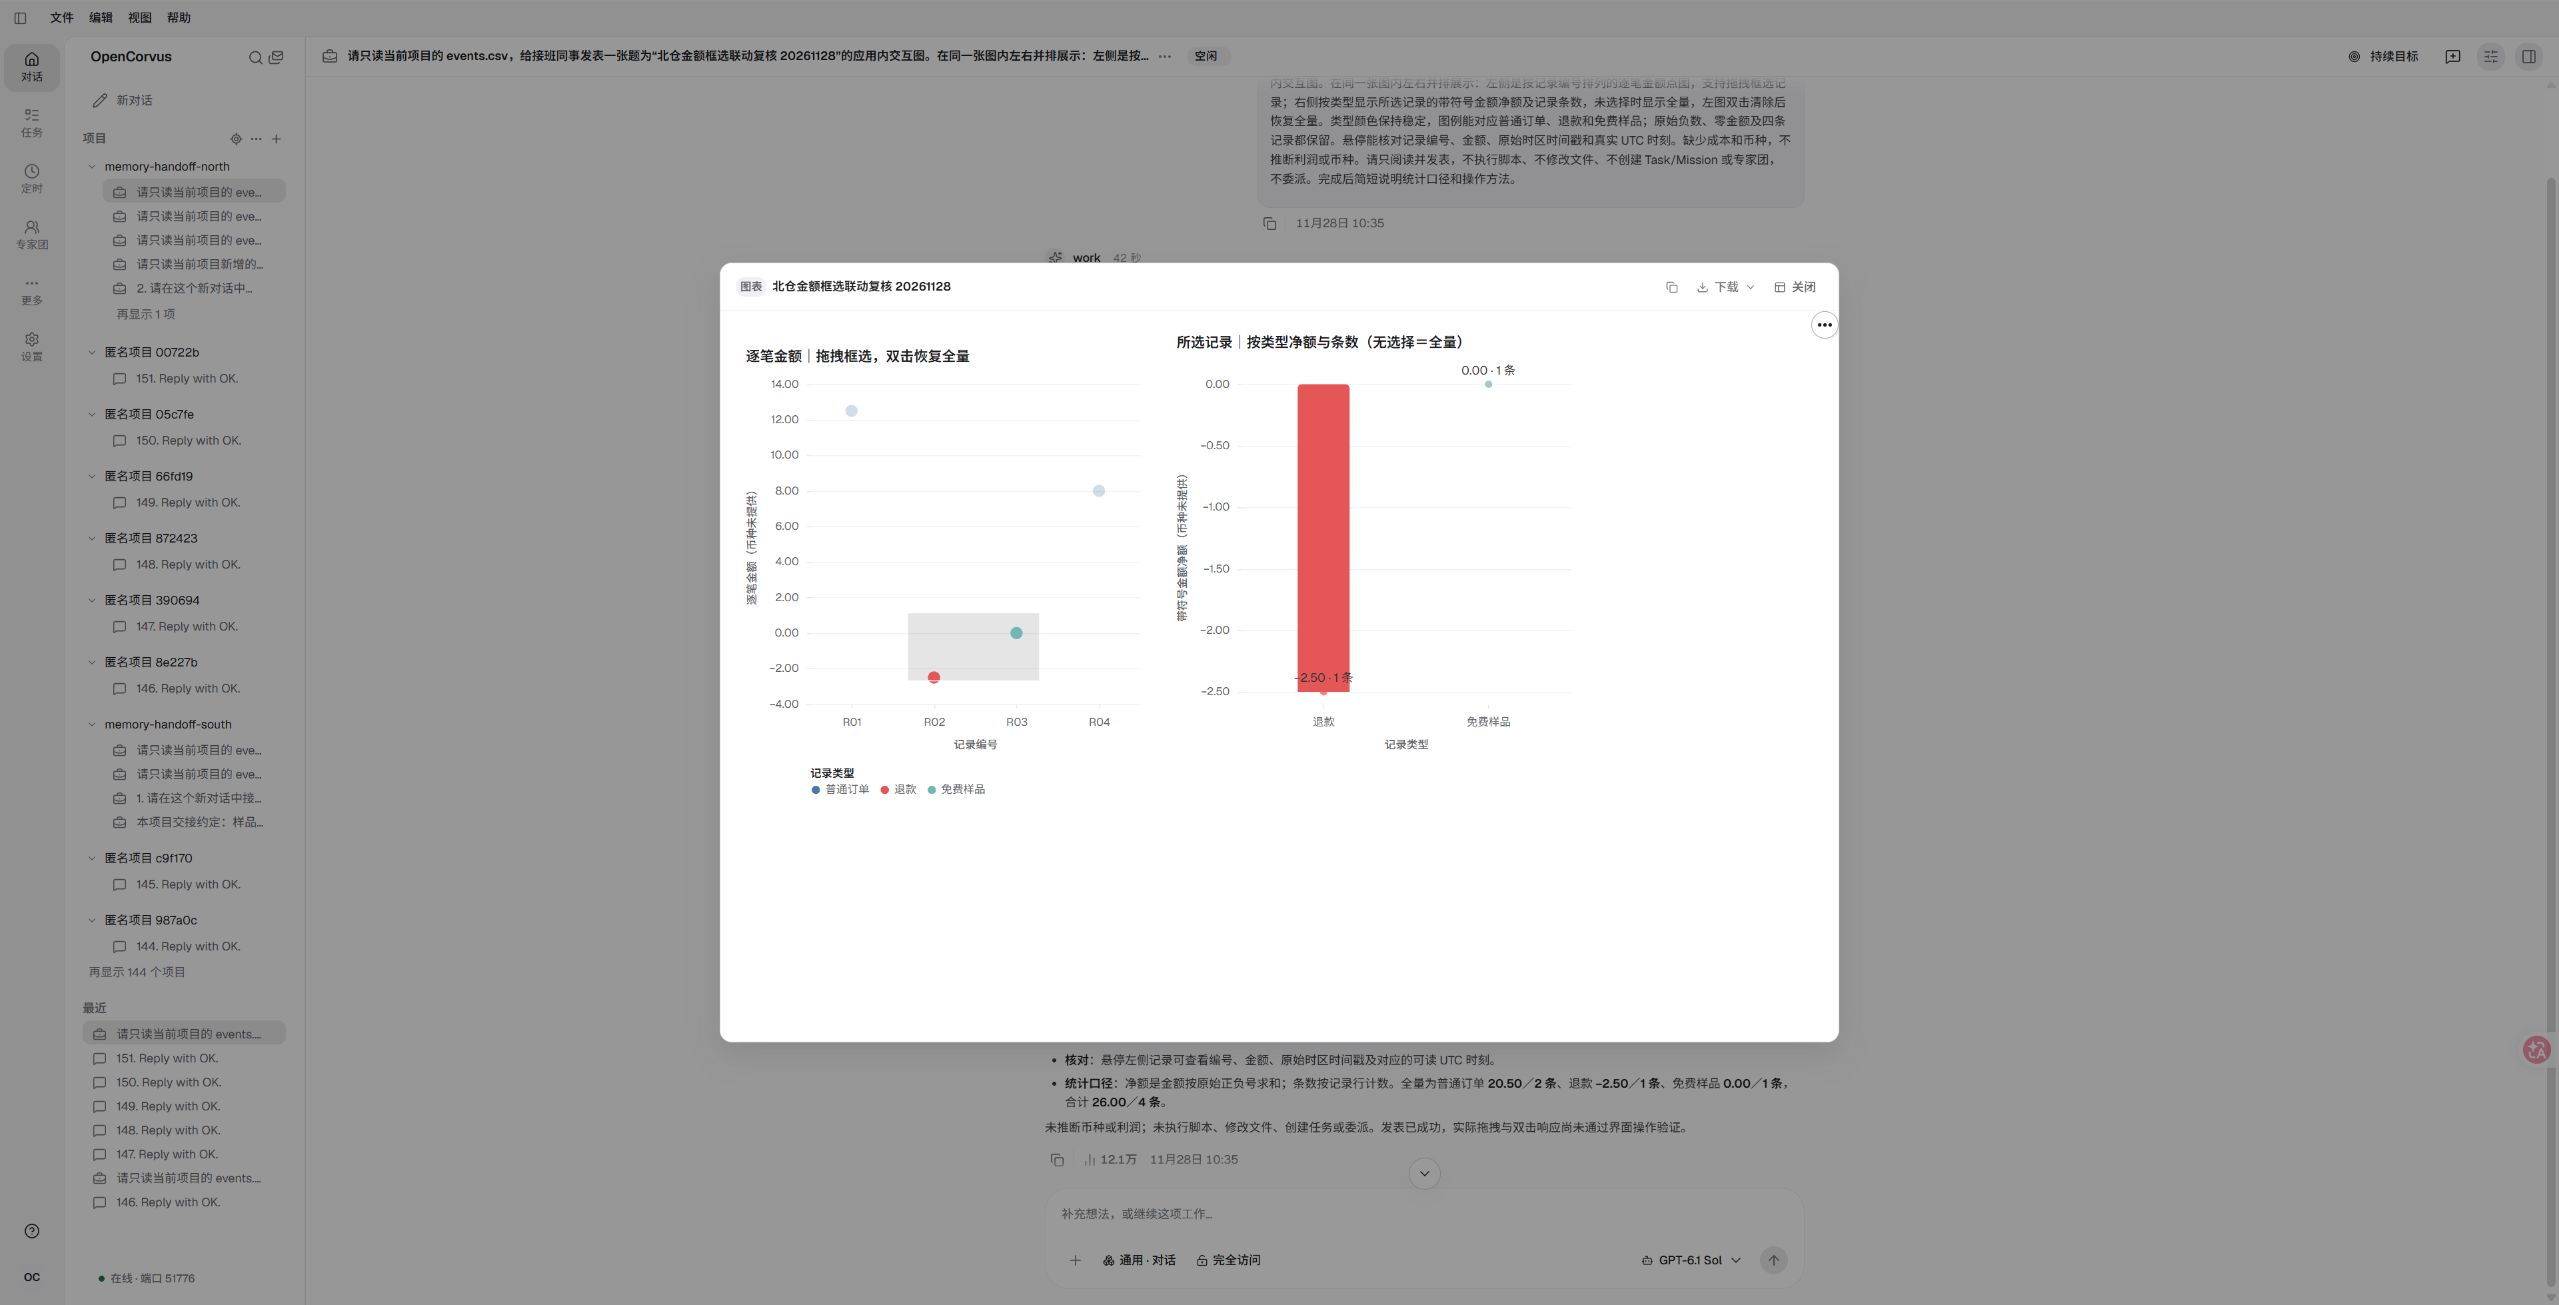 文件 编辑 视图 帮助
对话
任务
定时
专家团
更多
设置
OC
OpenCorvus
新对话
项目
memory-handoff-north
请只读当前项目的 eve...
请只读当前项目的 eve...
请只读当前项目的 eve...
请只读当前项目新增的...
2. 请在这个新对话中...
再显示 1 项
匿名项目 00722b
151. Reply with OK.
匿名项目 05c7fe
150. Reply with OK.
匿名项目 66fd19
149. Reply with OK.
匿名项目 872423
148. Reply with OK.
匿名项目 390694
147. Reply with OK.
匿名项目 8e227b
146. Reply with OK.
memory-handoff-south
请只读当前项目的 eve...
请只读当前项目的 eve...
1. 请在这个新对话中接...
本项目交接约定：样品...
匿名项目 c9f170
145. Reply with OK.
匿名项目 987a0c
144. Reply with OK.
再显示 144 个项目
最近
请只读当前项目的 events....
151. Reply with OK.
150. Reply with OK.
149. Reply with OK.
148. Reply with OK.
147. Reply with OK.
请只读当前项目的 events....
146. Reply with OK.
在线 · 端口 51776
请只读当前项目的 events.csv，给接班同事发表一张题为“北仓金额框选联动复核 20261128”的应用内交互图。在同一张图内左右并排展示：左侧是按... ··· 空闲
持续目标
内交互图。在同一张图内左右并排展示：左侧是按记录编号排列的逐笔金额点图，支持拖拽框选记
录；右侧按类型显示所选记录的带符号金额净额及记录条数，未选择时显示全量，左图双击清除后
恢复全量。类型颜色保持稳定，图例能对应普通订单、退款和免费样品；原始负数、零金额及四条
记录都保留。悬停能核对记录编号、金额、原始时区时间戳和真实 UTC 时刻。缺少成本和币种，不
推断利润或币种。请只阅读并发表，不执行脚本、不修改文件、不创建 Task/Mission 或专家团，
不委派。完成后简短说明统计口径和操作方法。
11月28日 10:35
work 42 秒
图表 北仓金额框选联动复核 20261128
下载 关闭
逐笔金额｜拖拽框选，双击恢复全量
14.00
12.00
10.00
8.00
6.00
4.00
2.00
0.00
−2.00
−4.00
逐笔金额（币种未提供）
R01 R02 R03 R04
记录编号
记录类型
普通订单 退款 免费样品
所选记录｜按类型净额与条数（无选择＝全量）
0.00 · 1 条
0.00
−0.50
−1.00
−1.50
−2.00
−2.50
带符号金额净额（币种未提供）
−2.50 · 1 条
退款 免费样品
记录类型
• 核对：悬停左侧记录可查看编号、金额、原始时区时间戳及对应的可读 UTC 时刻。
• 统计口径：净额是金额按原始正负号求和；条数按记录行计数。全量为普通订单 20.50／2 条、退款 −2.50／1 条、免费样品 0.00／1 条，
合计 26.00／4 条。
未推断币种或利润；未执行脚本、修改文件、创建任务或委派。发表已成功，实际拖拽与双击响应尚未通过界面操作验证。
12.1万 11月28日 10:35
补充想法，或继续这项工作...
通用 · 对话 完全访问
GPT-6.1 Sol